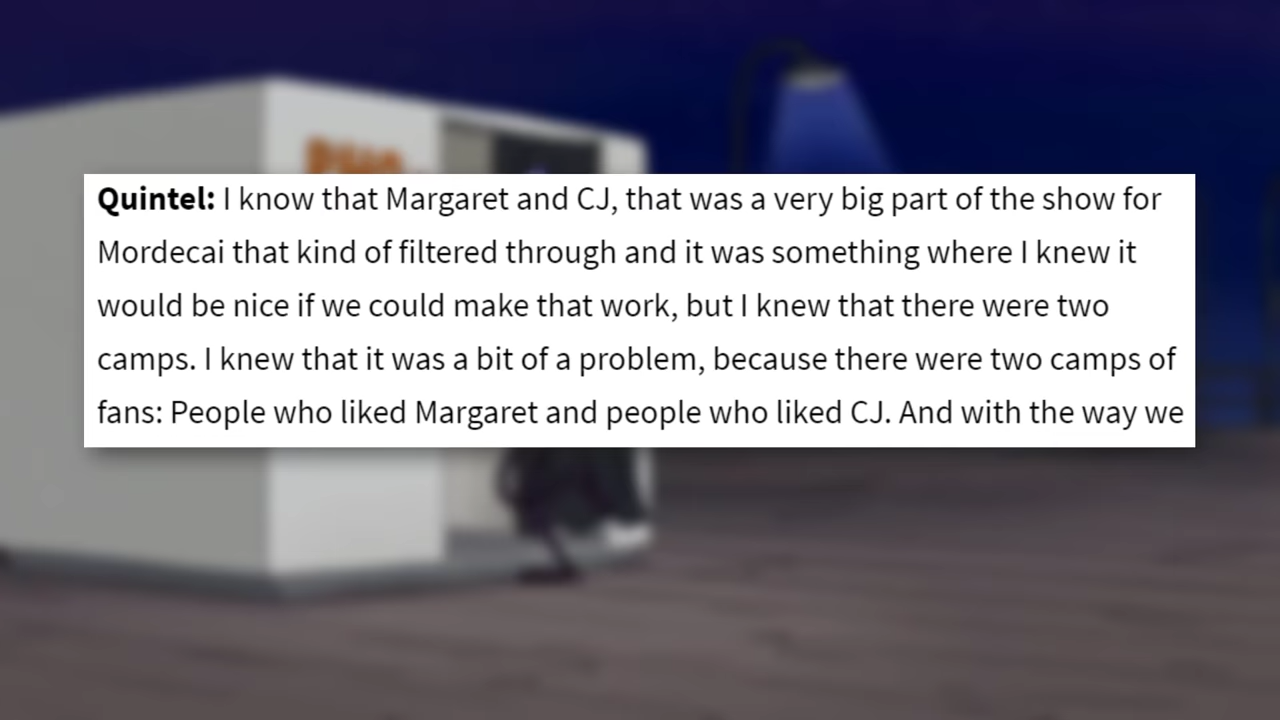 Quintel: I know that Margaret and CJ, that was a very big part of the show for
Mordecai that kind of filtered through and it was something where I knew it
would be nice if we could make that work, but I knew that there were two
camps. I knew that it was a bit of a problem, because there were two camps of
fans: People who liked Margaret and people who liked CJ. And with the way we